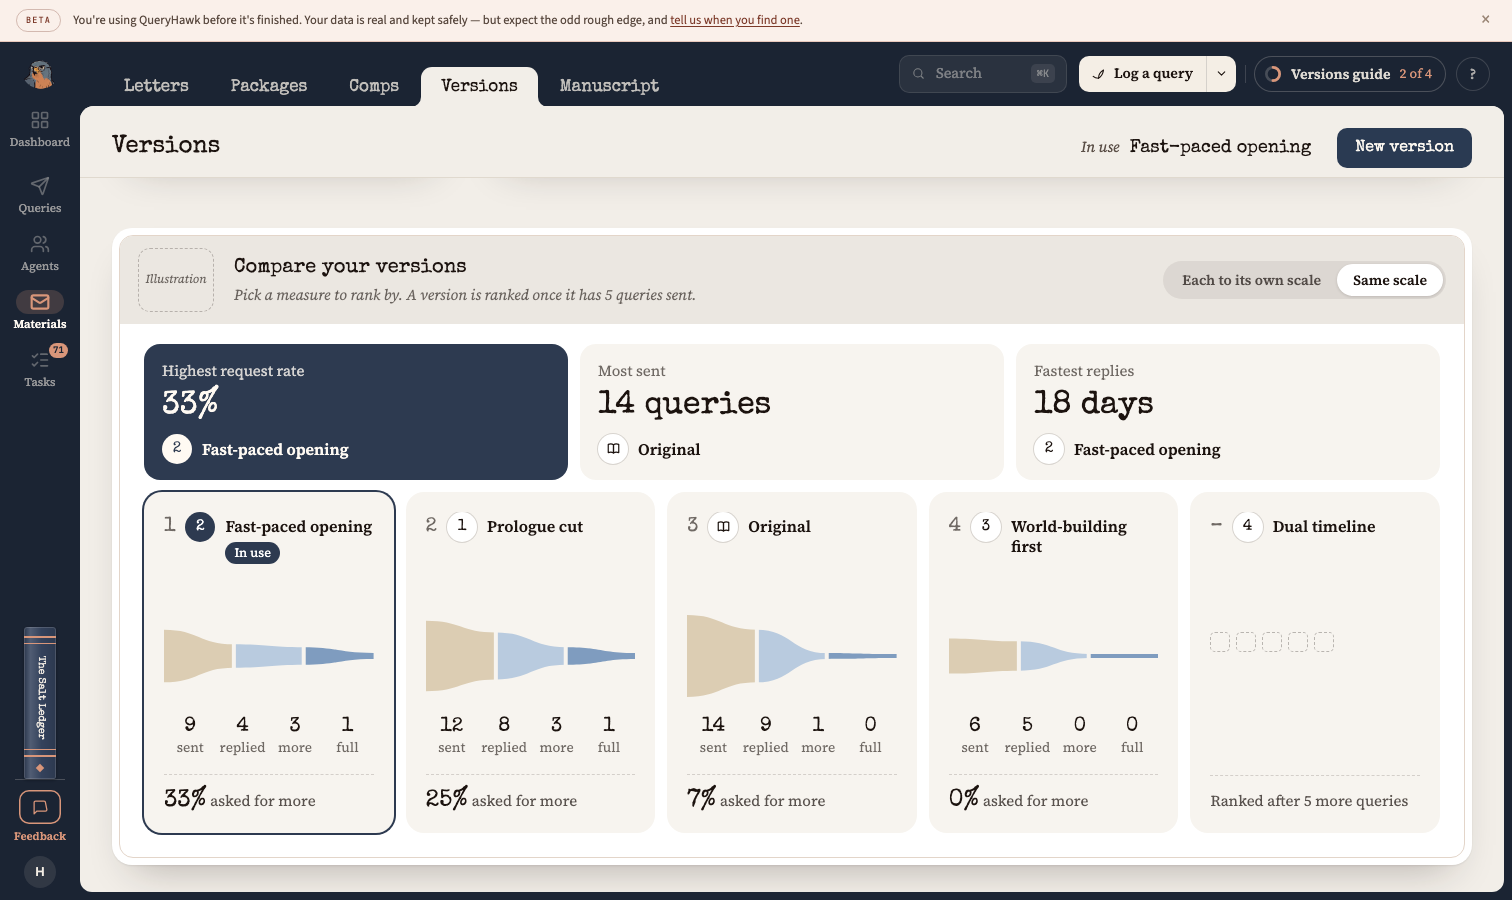 BETA
You're using QueryHawk before it's finished. Your data is real and kept safely — but expect the odd rough edge, and tell us when you find one.
×
Letters
Packages
Comps
Versions
Manuscript
Search
⌘K
Log a query
Versions guide 2 of 4
?
Dashboard
Queries
Agents
Materials
71
Tasks
The Salt Ledger
Feedback
H
Versions
In use Fast-paced opening
New version
Illustration
Compare your versions
Pick a measure to rank by. A version is ranked once it has 5 queries sent.
Each to its own scale
Same scale
Highest request rate
33%
2 Fast-paced opening
Most sent
14 queries
Original
Fastest replies
18 days
2 Fast-paced opening
1 2 Fast-paced opening
In use
9 4 3 1
sent replied more full
33% asked for more
2 1 Prologue cut
12 8 3 1
sent replied more full
25% asked for more
3 Original
14 9 1 0
sent replied more full
7% asked for more
4 3 World-building
first
6 5 0 0
sent replied more full
0% asked for more
– 4 Dual timeline
Ranked after 5 more queries